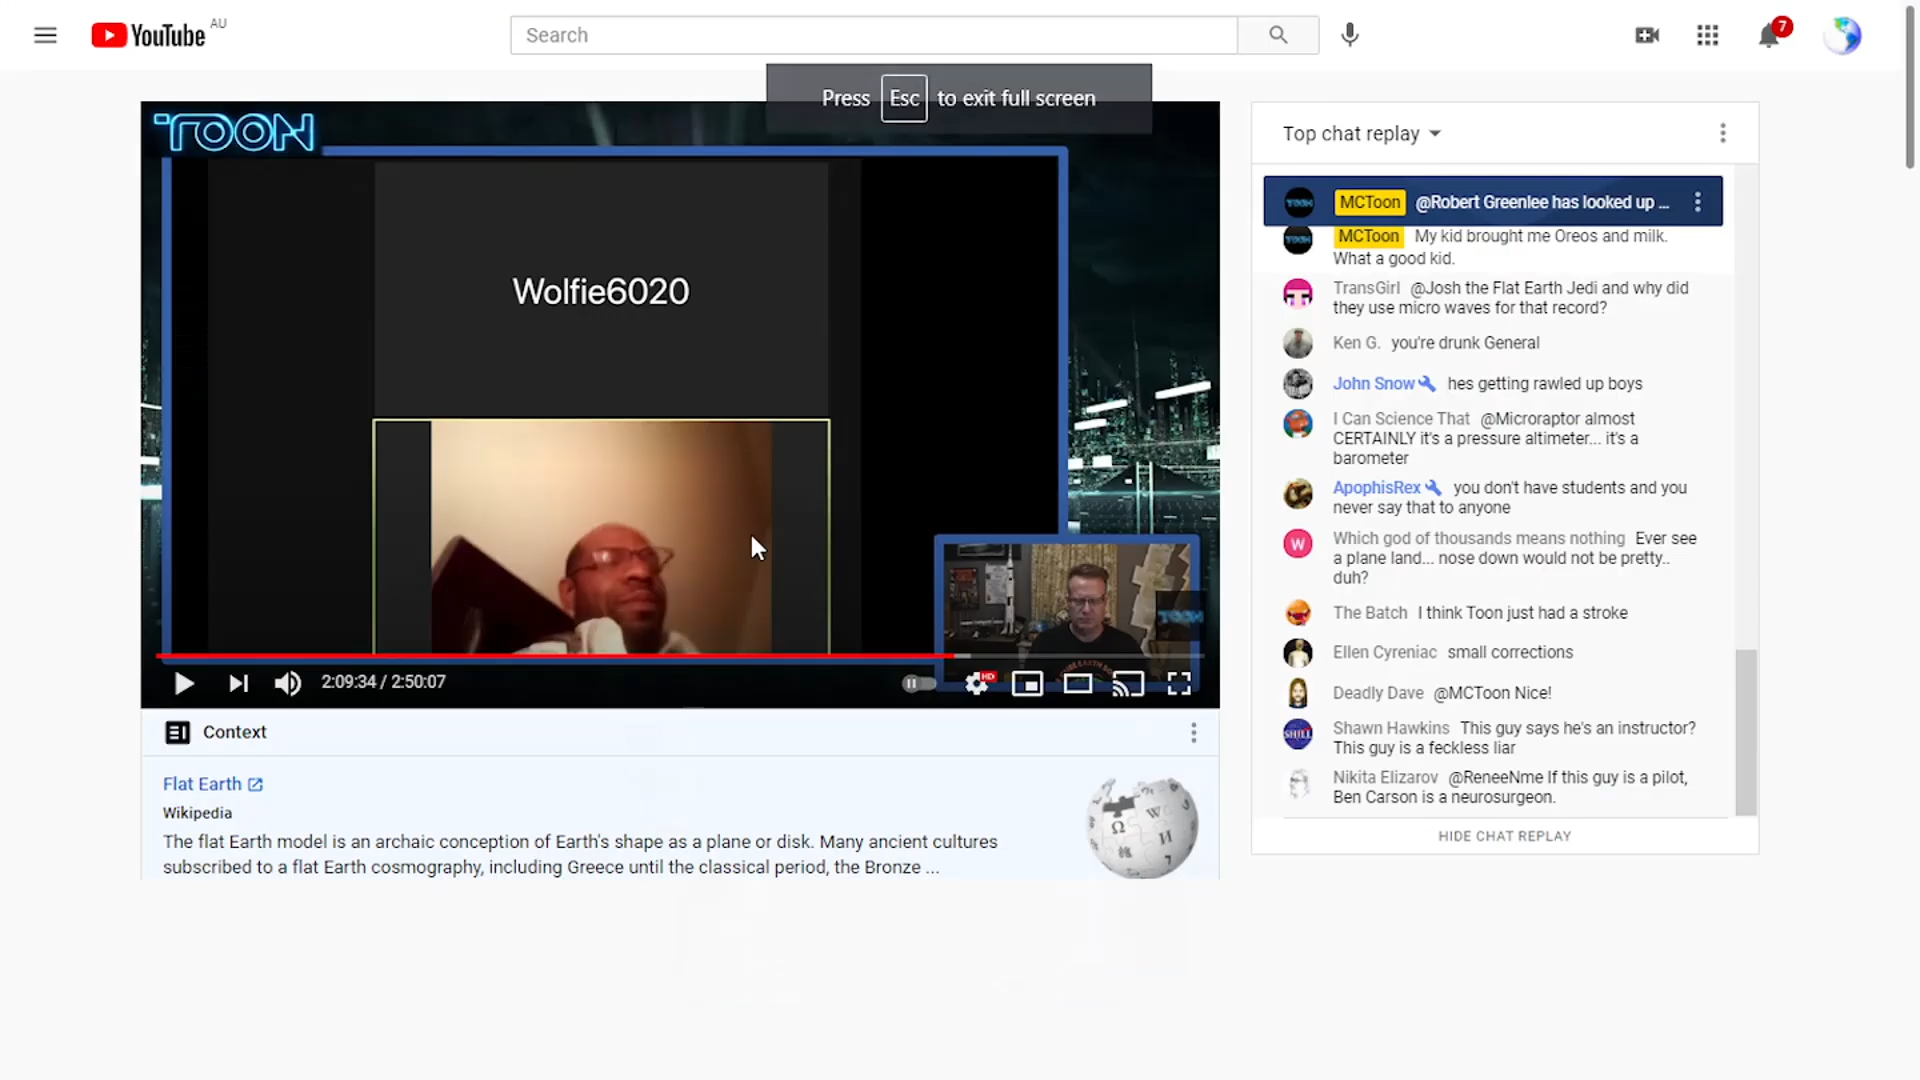 YouTube AU
Search
7
Press Esc to exit full screen
TOON
Wolfie6020
TOON
2:09:34 / 2:50:07
HD
Context
Flat Earth
Wikipedia
The flat Earth model is an archaic conception of Earth's shape as a plane or disk. Many ancient cultures
subscribed to a flat Earth cosmography, including Greece until the classical period, the Bronze ...
Top chat replay
MCToon @Robert Greenlee has looked up ...
MCToon My kid brought me Oreos and milk.
What a good kid.
TransGirl @Josh the Flat Earth Jedi and why did
they use micro waves for that record?
Ken G. you're drunk General
John Snow hes getting rawled up boys
I Can Science That @Microraptor almost
CERTAINLY it's a pressure altimeter... it's a
barometer
ApophisRex you don't have students and you
never say that to anyone
W
Which god of thousands means nothing Ever see
a plane land... nose down would not be pretty..
duh?
The Batch I think Toon just had a stroke
Ellen Cyreniac small corrections
Deadly Dave @MCToon Nice!
SHILL
Shawn Hawkins This guy says he's an instructor?
This guy is a feckless liar
Nikita Elizarov @ReneeNme If this guy is a pilot,
Ben Carson is a neurosurgeon.
HIDE CHAT REPLAY